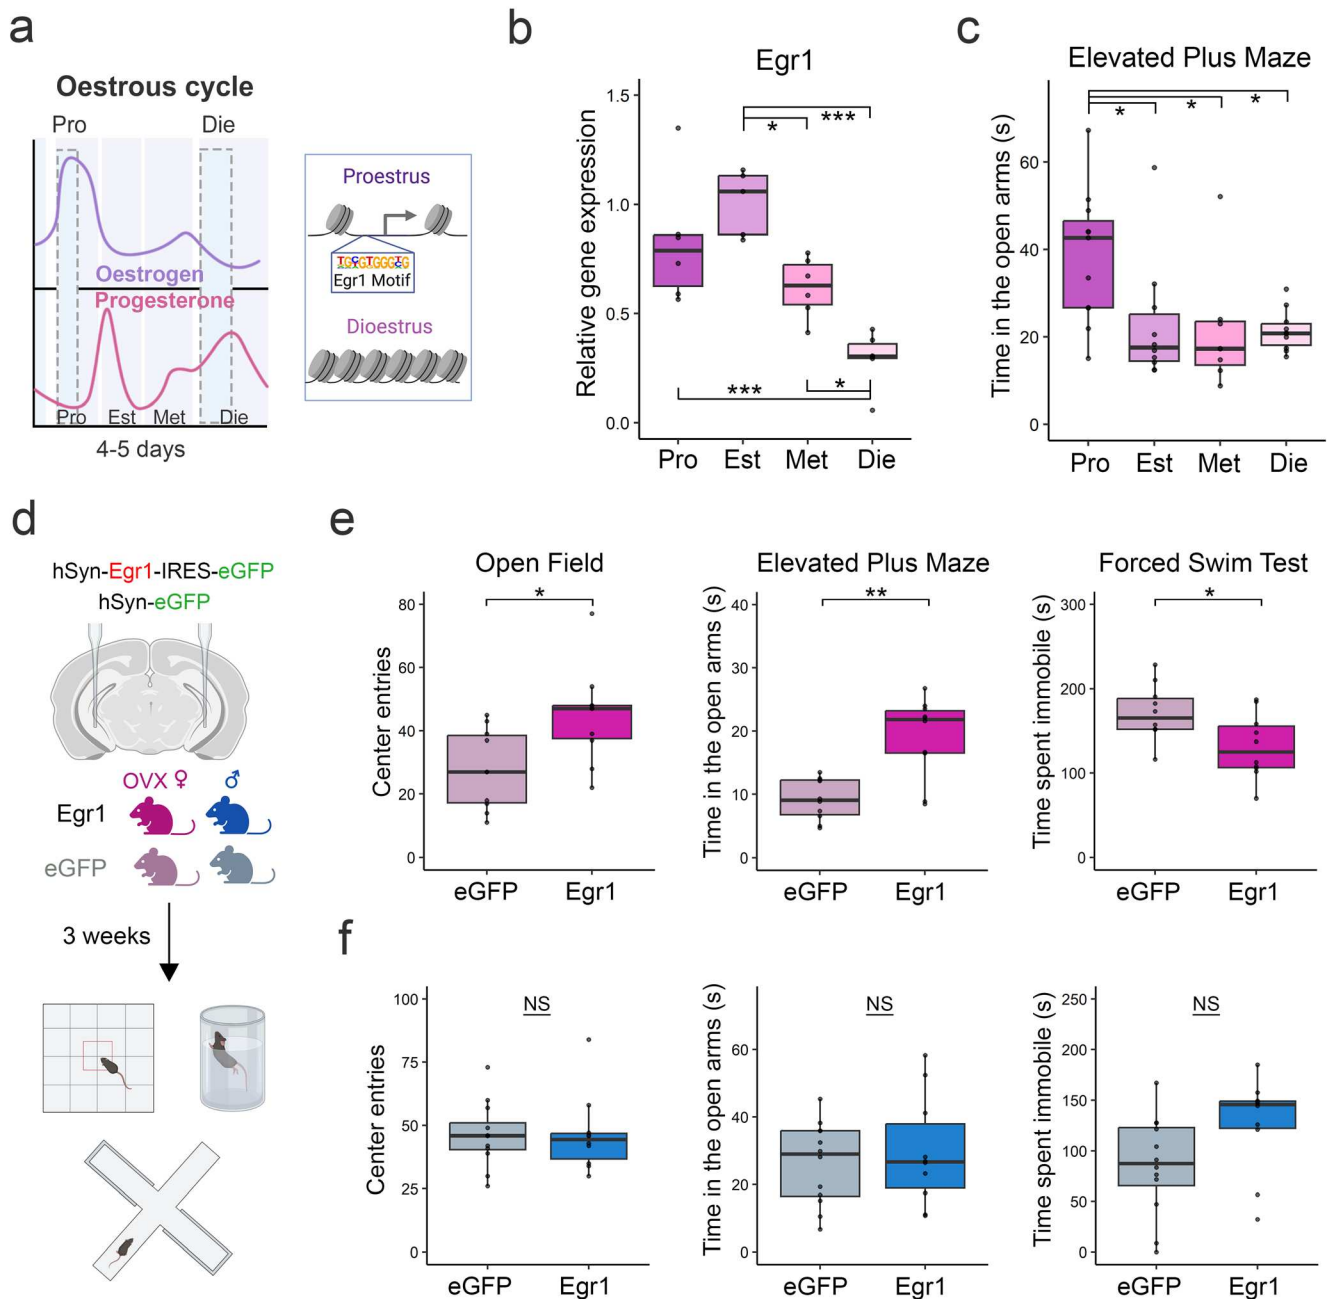 a
Oestrous cycle
Pro Die
Oestrogen
Progesterone
Pro Est Met Die
4-5 days
Proestrus
Egr1 Motif
Dioestrus
b
Egr1
Relative gene expression
1.5
1.0
0.5
0.0
* ***
*** *
Pro Est Met Die
c
Elevated Plus Maze
Time in the open arms (s)
60
40
20
0
* * *
Pro Est Met Die
d
hSyn-Egr1-IRES-eGFP
hSyn-eGFP
OVX ♀ ♂
Egr1
eGFP
3 weeks
e
Open Field
Center entries
80
60
40
20
0
*
eGFP Egr1
Elevated Plus Maze
Time in the open arms (s)
40
30
20
10
0
**
eGFP Egr1
Forced Swim Test
Time spent immobile (s)
300
200
100
0
*
eGFP Egr1
f
Center entries
100
75
50
25
0
NS
eGFP Egr1
Time in the open arms (s)
60
40
20
0
NS
eGFP Egr1
Time spent immobile (s)
250
200
150
100
50
0
NS
eGFP Egr1